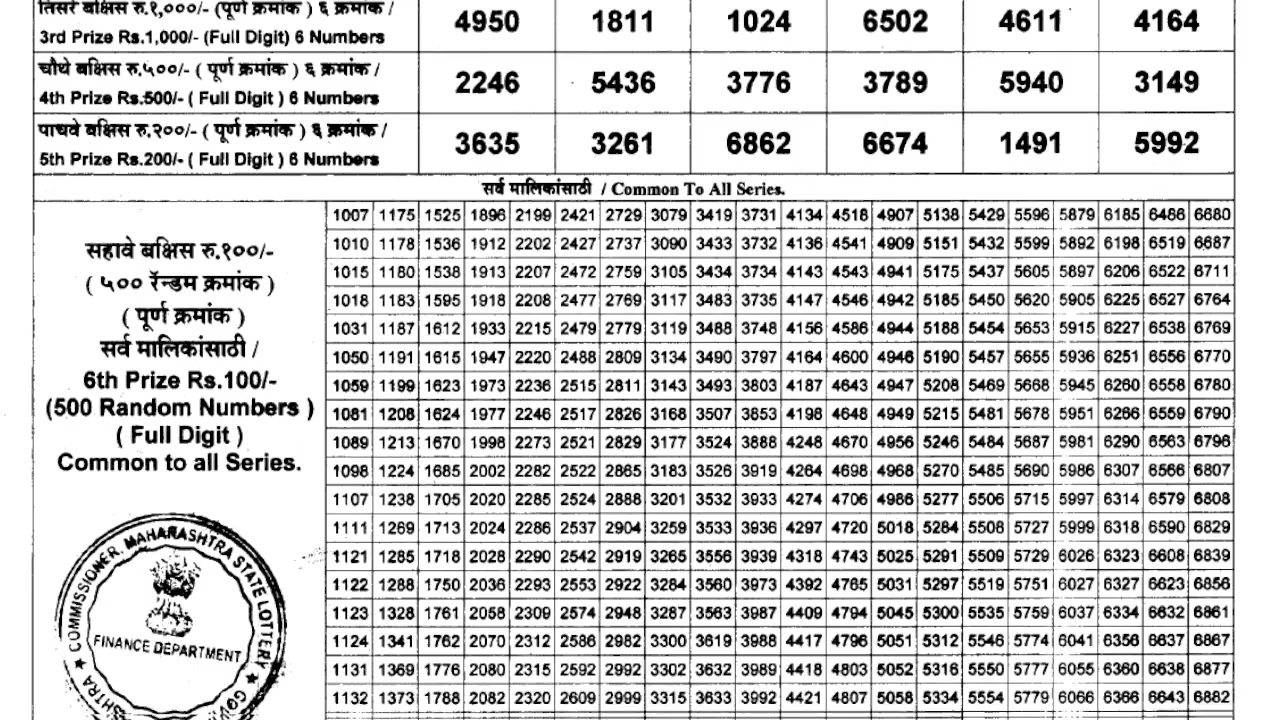 तिसरे बक्षिस रु.१,०००/- (पूर्ण क्रमांक ) ६ क्रमांक /
3rd Prize Rs.1,000/- (Full Digit) 6 Numbers
4950 1811 1024 6502 4611 4164
चौथे बक्षिस रु.५००/- ( पूर्ण क्रमांक ) ६ क्रमांक /
4th Prize Rs.500/- ( Full Digit ) 6 Numbers
2246 5436 3776 3789 5940 3149
पाचवे बक्षिस रु.२००/- ( पूर्ण क्रमांक ) ६ क्रमांक /
5th Prize Rs.200/- ( Full Digit ) 6 Numbers
3635 3261 6862 6674 1491 5992
सर्व मालिकांसाठी / Common To All Series.
सहावे बक्षिस रु.१००/-
( ५०० रॅन्डम क्रमांक )
( पूर्ण क्रमांक )
सर्व मालिकांसाठी /
6th Prize Rs.100/-
(500 Random Numbers )
( Full Digit )
Common to all Series.
1007 1175 1525 1896 2199 2421 2729 3079 3419 3731 4134 4518 4907 5138 5429 5596 5879 6185 6486 6680
1010 1178 1536 1912 2202 2427 2737 3090 3433 3732 4136 4541 4909 5151 5432 5599 5892 6198 6519 6687
1015 1180 1538 1913 2207 2472 2759 3105 3434 3734 4143 4543 4941 5175 5437 5605 5897 6206 6522 6711
1018 1183 1595 1918 2208 2477 2769 3117 3483 3735 4147 4546 4942 5185 5450 5620 5905 6225 6527 6764
1031 1187 1612 1933 2215 2479 2779 3119 3488 3748 4156 4586 4944 5188 5454 5653 5915 6227 6538 6769
1050 1191 1615 1947 2220 2488 2809 3134 3490 3797 4164 4600 4946 5190 5457 5655 5936 6251 6556 6770
1059 1199 1623 1973 2236 2515 2811 3143 3493 3803 4187 4643 4947 5208 5469 5668 5945 6260 6558 6780
1081 1208 1624 1977 2246 2517 2826 3168 3507 3853 4198 4648 4949 5215 5481 5678 5951 6266 6559 6790
1089 1213 1670 1998 2273 2521 2829 3177 3524 3888 4248 4670 4956 5246 5484 5687 5981 6290 6563 6796
1098 1224 1685 2002 2282 2522 2865 3183 3526 3919 4264 4698 4968 5270 5485 5690 5986 6307 6566 6807
1107 1238 1705 2020 2285 2524 2888 3201 3532 3933 4274 4706 4986 5277 5506 5715 5997 6314 6579 6808
1111 1269 1713 2024 2286 2537 2904 3259 3533 3936 4297 4720 5018 5284 5508 5727 5999 6318 6590 6829
1121 1285 1718 2028 2290 2542 2919 3265 3556 3939 4318 4743 5025 5291 5509 5729 6026 6323 6608 6839
1122 1288 1750 2036 2293 2553 2922 3284 3560 3973 4392 4765 5031 5297 5519 5751 6027 6327 6623 6856
1123 1328 1761 2058 2309 2574 2948 3287 3563 3987 4409 4794 5045 5300 5535 5759 6037 6334 6632 6861
1124 1341 1762 2070 2312 2586 2982 3300 3619 3988 4417 4796 5051 5312 5546 5774 6041 6356 6637 6867
1131 1369 1776 2080 2315 2592 2992 3302 3632 3989 4418 4803 5052 5316 5550 5777 6055 6360 6638 6877
1132 1373 1788 2082 2320 2609 2999 3315 3633 3992 4421 4807 5058 5334 5554 5779 6066 6366 6643 6882
COMMISSIONER, MAHARASHTRA STATE LOTTERY
FINANCE DEPARTMENT